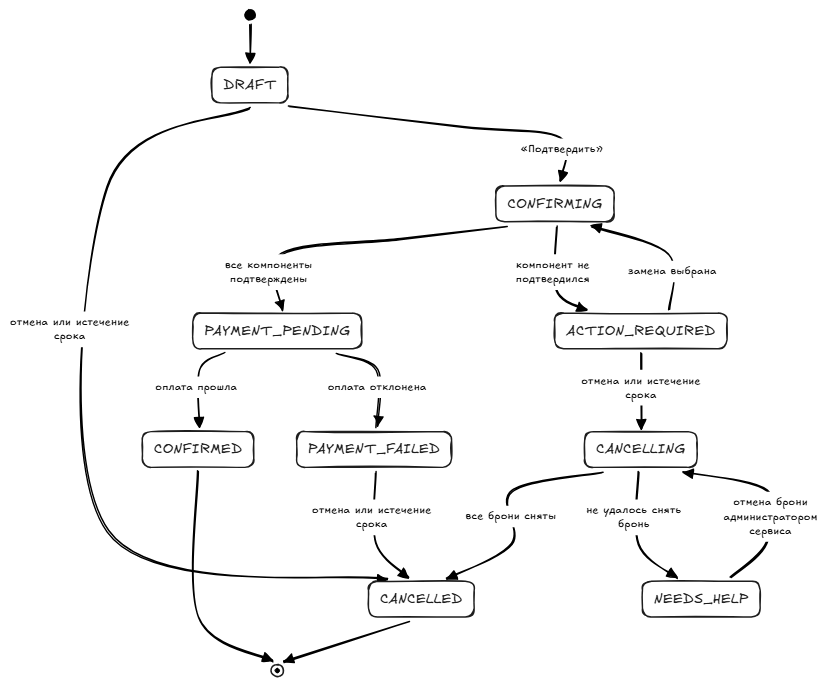 DRAFT
«Подтвердить»
CONFIRMING
все компоненты
подтверждены
компонент не
подтвердился
замена выбрана
отмена или истечение
срока
PAYMENT_PENDING
ACTION_REQUIRED
оплата прошла
оплата отклонена
отмена или истечение
срока
CONFIRMED
PAYMENT_FAILED
CANCELLING
отмена или истечение
срока
все брони сняты
не удалось снять
бронь
отмена брони
администратором
сервиса
CANCELLED
NEEDS_HELP